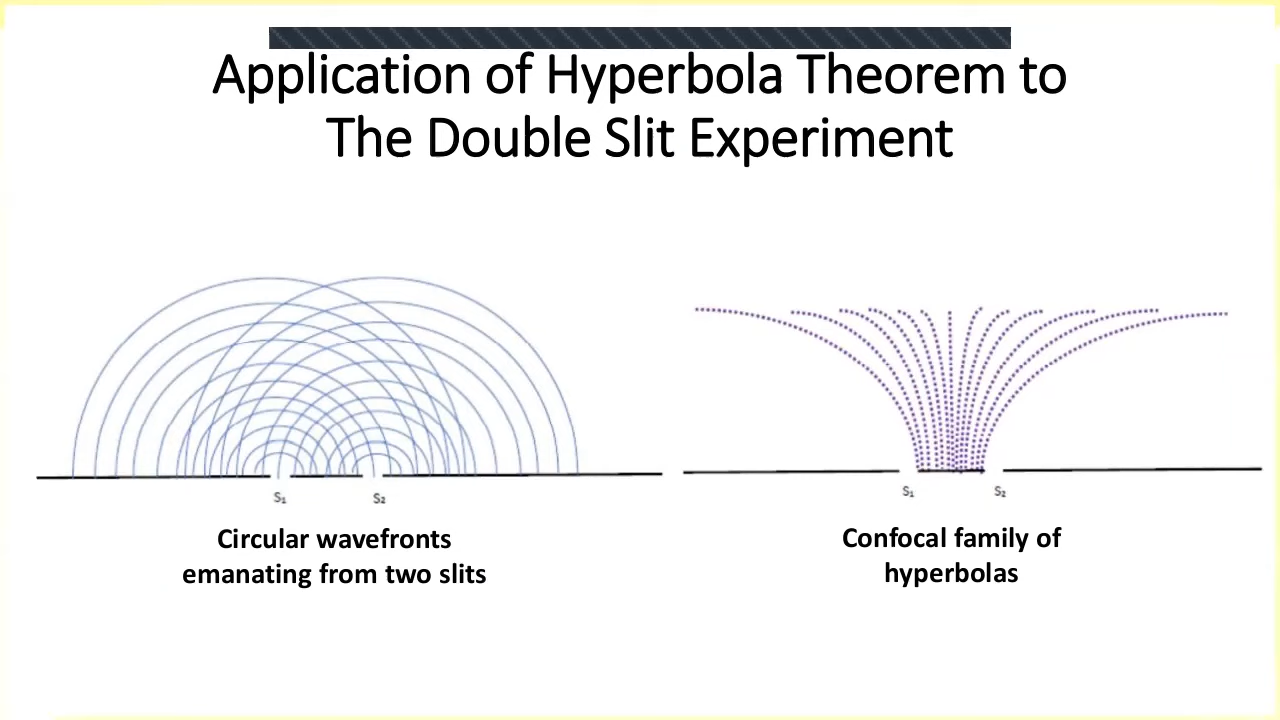 Application of Hyperbola Theorem to
The Double Slit Experiment
S₁
S₂
S₁
S₂
Circular wavefronts
emanating from two slits
Confocal family of
hyperbolas